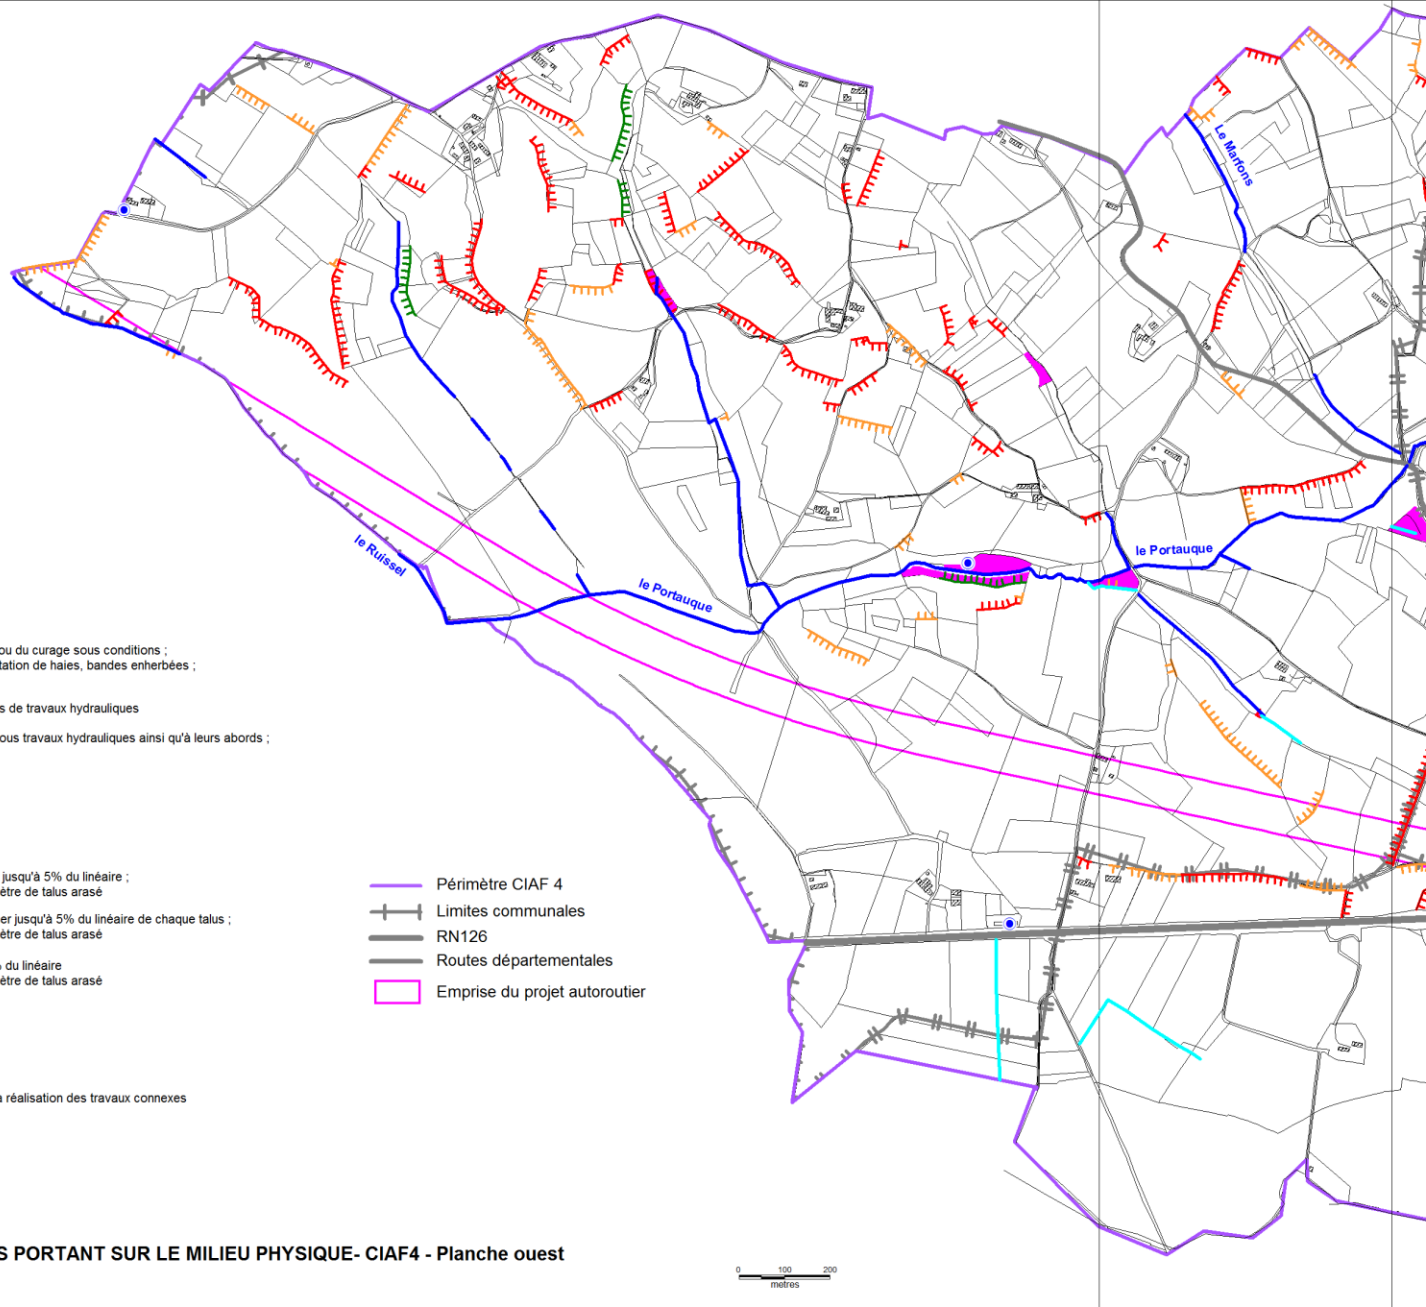 Le Marfons
le Ruissel
le Portauque
le Portauque
ou du curage sous conditions ;
tation de haies, bandes enherbées ;
s de travaux hydrauliques
ous travaux hydrauliques ainsi qu'à leurs abords ;
jusqu'à 5% du linéaire ;
ètre de talus arasé
er jusqu'à 5% du linéaire de chaque talus ;
ètre de talus arasé
% du linéaire
ètre de talus arasé
Périmètre CIAF 4
Limites communales
RN126
Routes départementales
Emprise du projet autoroutier
a réalisation des travaux connexes
S PORTANT SUR LE MILIEU PHYSIQUE- CIAF4 - Planche ouest
0 100 200
metres